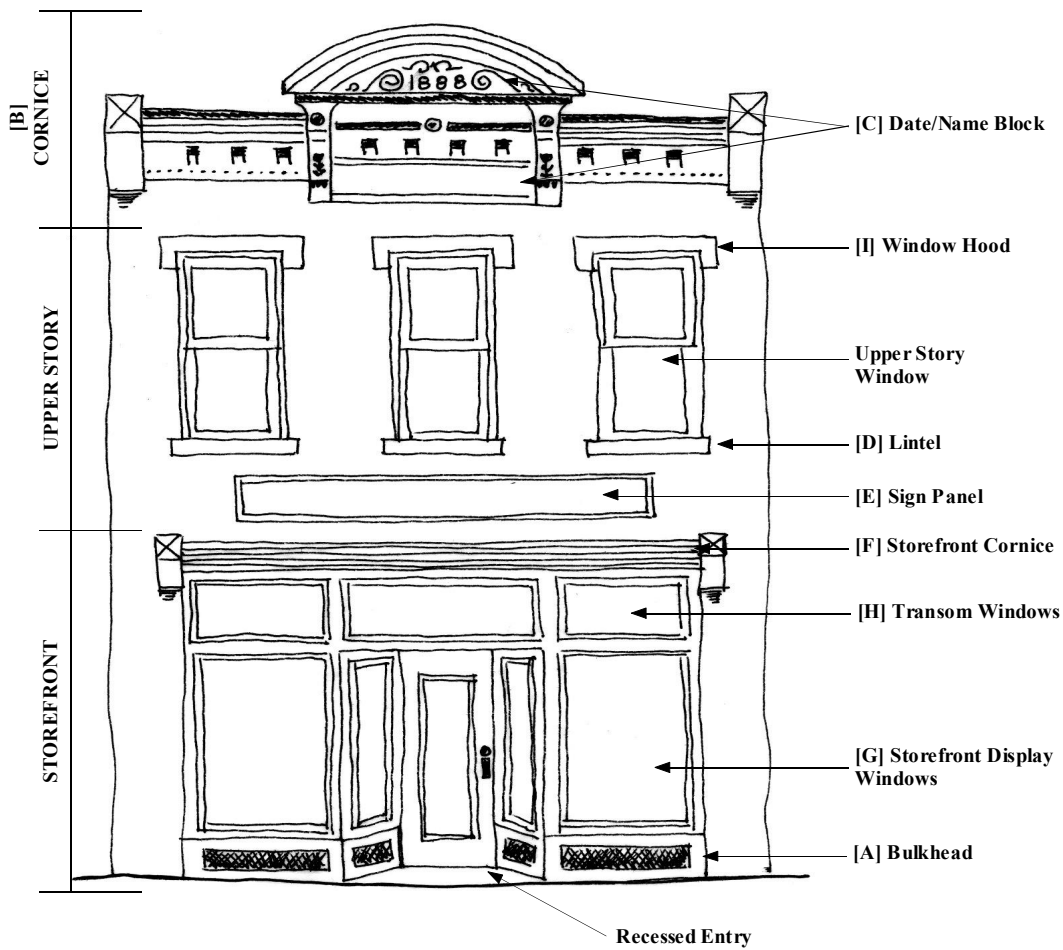 [B]
CORNICE
1888
[C] Date/Name Block
[I] Window Hood
UPPER STORY
Upper Story
Window
[D] Lintel
[E] Sign Panel
[F] Storefront Cornice
[H] Transom Windows
STOREFRONT
[G] Storefront Display
Windows
[A] Bulkhead
Recessed Entry